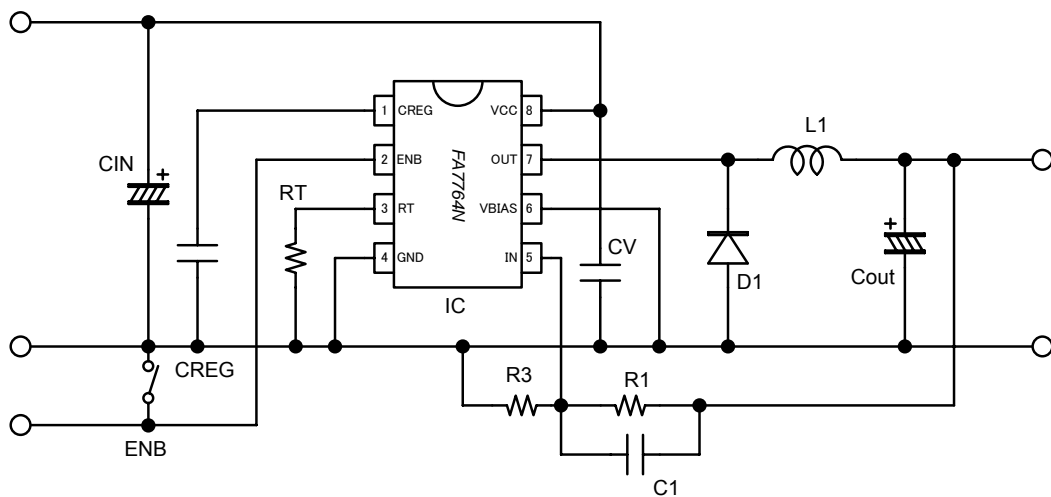 L1
1 CREG VCC 8
CIN +
2 ENB OUT 7
RT
FA7764N
3 RT VBIAS 6
+
CV
4 GND IN 5
D1
Cout
IC
CREG
R3
R1
ENB
C1